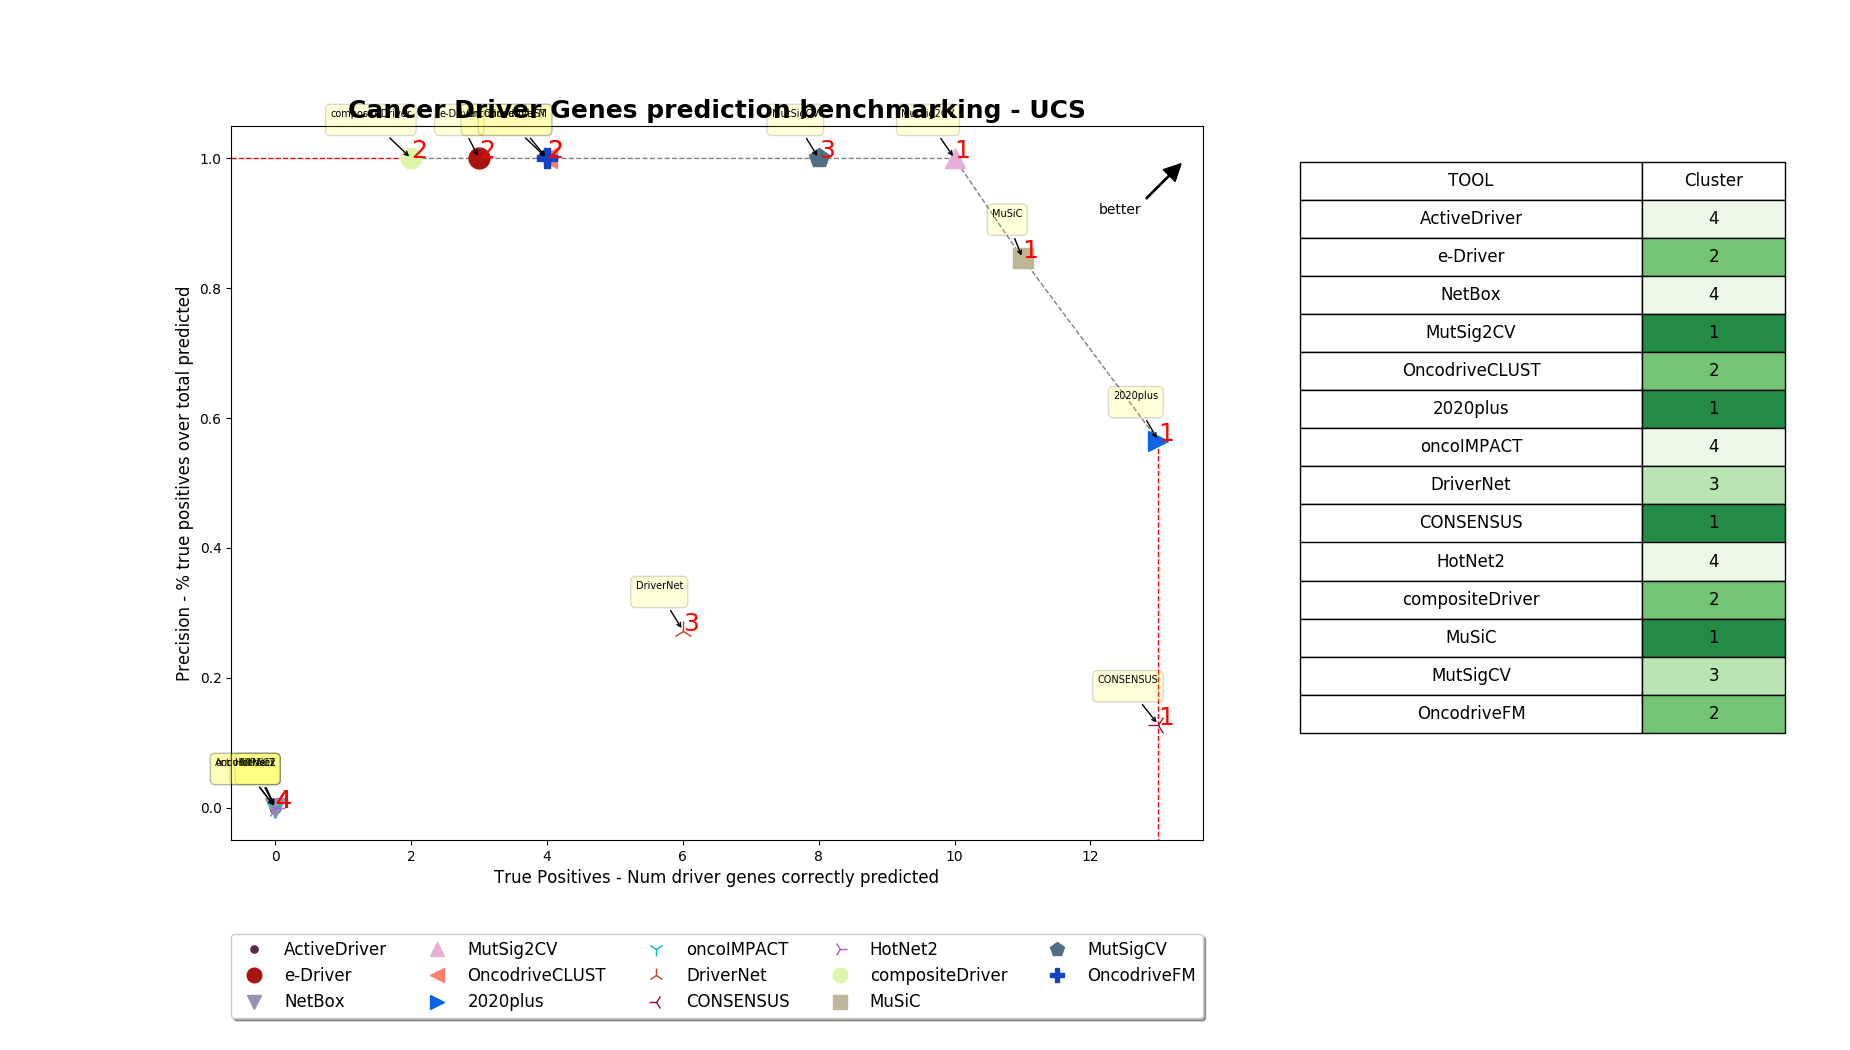 Cancer Driver Genes prediction benchmarking - UCS
compositeDriver
MutSigCV
MutSig2CV
2
2
2
3
1
better
MuSiC
1
2020plus
1
DriverNet
3
CONSENSUS
1
HotNet2
4
1.0
0.8
0.6
0.4
0.2
0.0
Precision - % true positives over total predicted
0 2 4 6 8 10 12
True Positives - Num driver genes correctly predicted
TOOL Cluster
ActiveDriver 4
e-Driver 2
NetBox 4
MutSig2CV 1
OncodriveCLUST 2
2020plus 1
oncoIMPACT 4
DriverNet 3
CONSENSUS 1
HotNet2 4
compositeDriver 2
MuSiC 1
MutSigCV 3
OncodriveFM 2
ActiveDriver MutSig2CV oncoIMPACT HotNet2 MutSigCV
e-Driver OncodriveCLUST DriverNet compositeDriver OncodriveFM
NetBox 2020plus CONSENSUS MuSiC